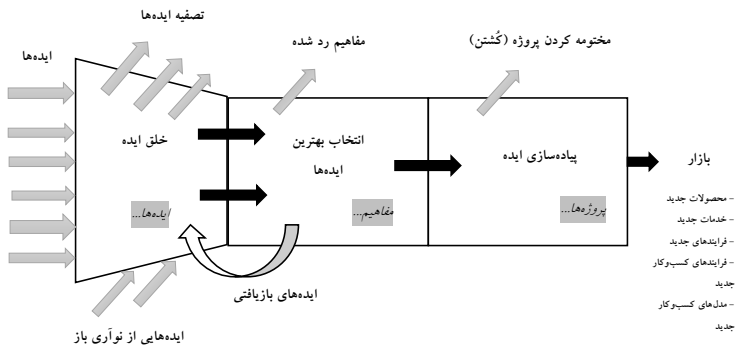 تصفیه ایده‌ها
ایده‌ها
مفاهیم رد شده
مختومه کردن پروژه (کُشتن)
خلق ایده
انتخاب بهترین
ایده‌ها
پیاده‌سازی ایده
بازار
ایده‌ها...
مفاهیم...
پروژه‌ها...
– محصولات جدید
– خدمات جدید
– فرایندهای جدید
– فرایندهای کسب‌وکار
جدید
– مدل‌های کسب‌وکار
جدید
ایده‌های بازیافتی
ایده‌هایی از نوآری باز